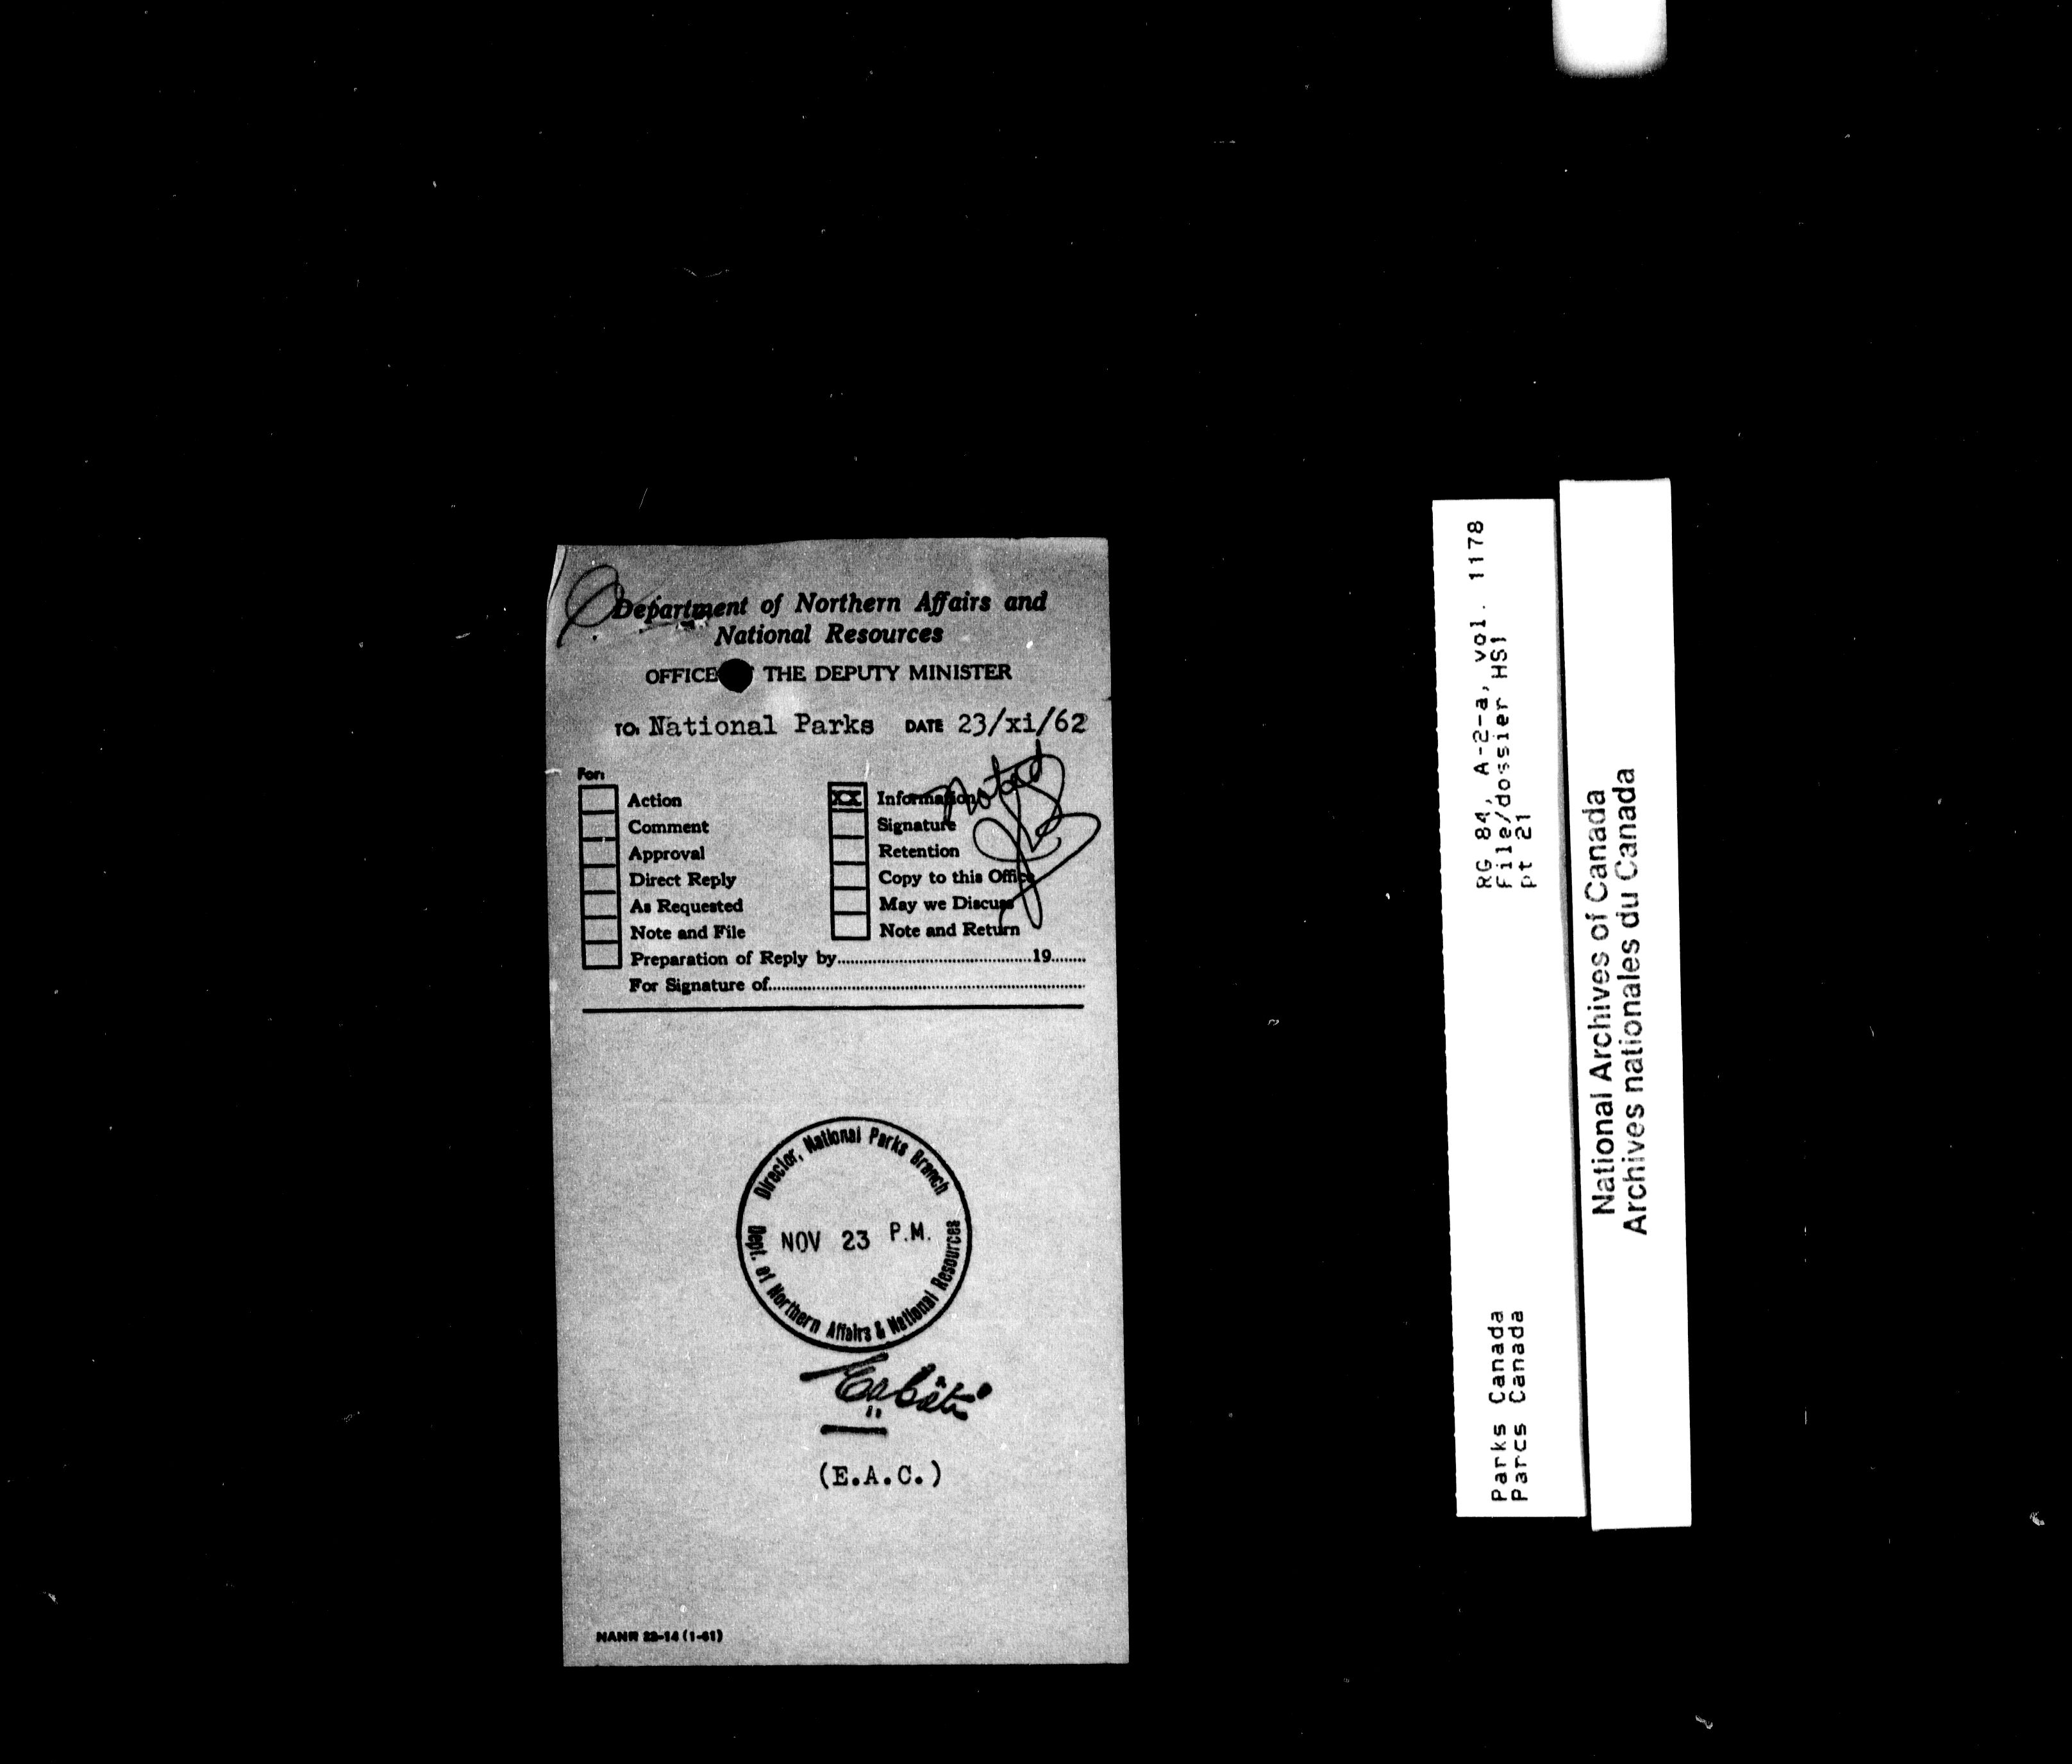 Department of Northern Affairs and
National Resources
OFFICE THE DEPUTY MINISTER
TO: National Parks DATE 23/xi/62
For:
Action
Comment
Approval
Direct Reply
As Requested
Note and File
XX Information
Signature
Retention
Copy to this Office
May we Discuss
Note and Return
Noted
Preparation of Reply by 19
For Signature of
Director, National Parks Branch
NOV 23 P.M.
Dept. of Northern Affairs & National Resources
(E.A.C.)
NANR 22-14 (1-61)
RG 84, A-2-a, vol. 1178
File/dossier HS1
pt 21
Parks Canada
Parcs Canada
National Archives of Canada
Archives nationales du Canada